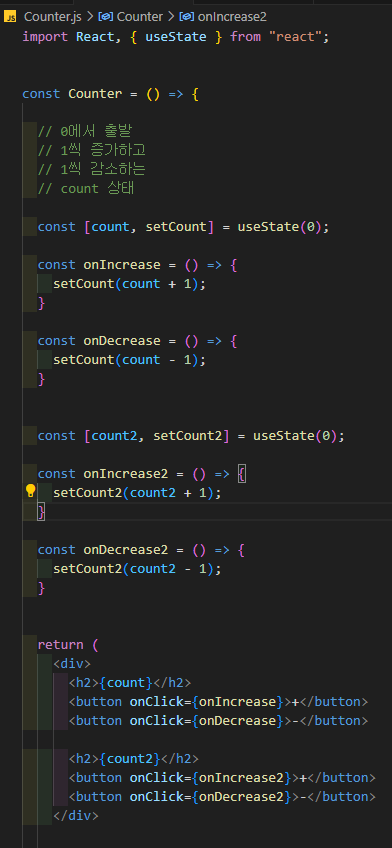 JS Counter.js > Counter > onIncrease2
import React, { useState } from "react";
const Counter = () => {
// 0에서 출발
// 1씩 증가하고
// 1씩 감소하는
// count 상태
const [count, setCount] = useState(0);
const onIncrease = () => {
setCount(count + 1);
}
const onDecrease = () => {
setCount(count - 1);
}
const [count2, setCount2] = useState(0);
const onIncrease2 = () => {
setCount2(count2 + 1);
}
const onDecrease2 = () => {
setCount2(count2 - 1);
}
return (
<div>
<h2>{count}</h2>
<button onClick={onIncrease}>+</button>
<button onClick={onDecrease}>-</button>
<h2>{count2}</h2>
<button onClick={onIncrease2}>+</button>
<button onClick={onDecrease2}>-</button>
</div>